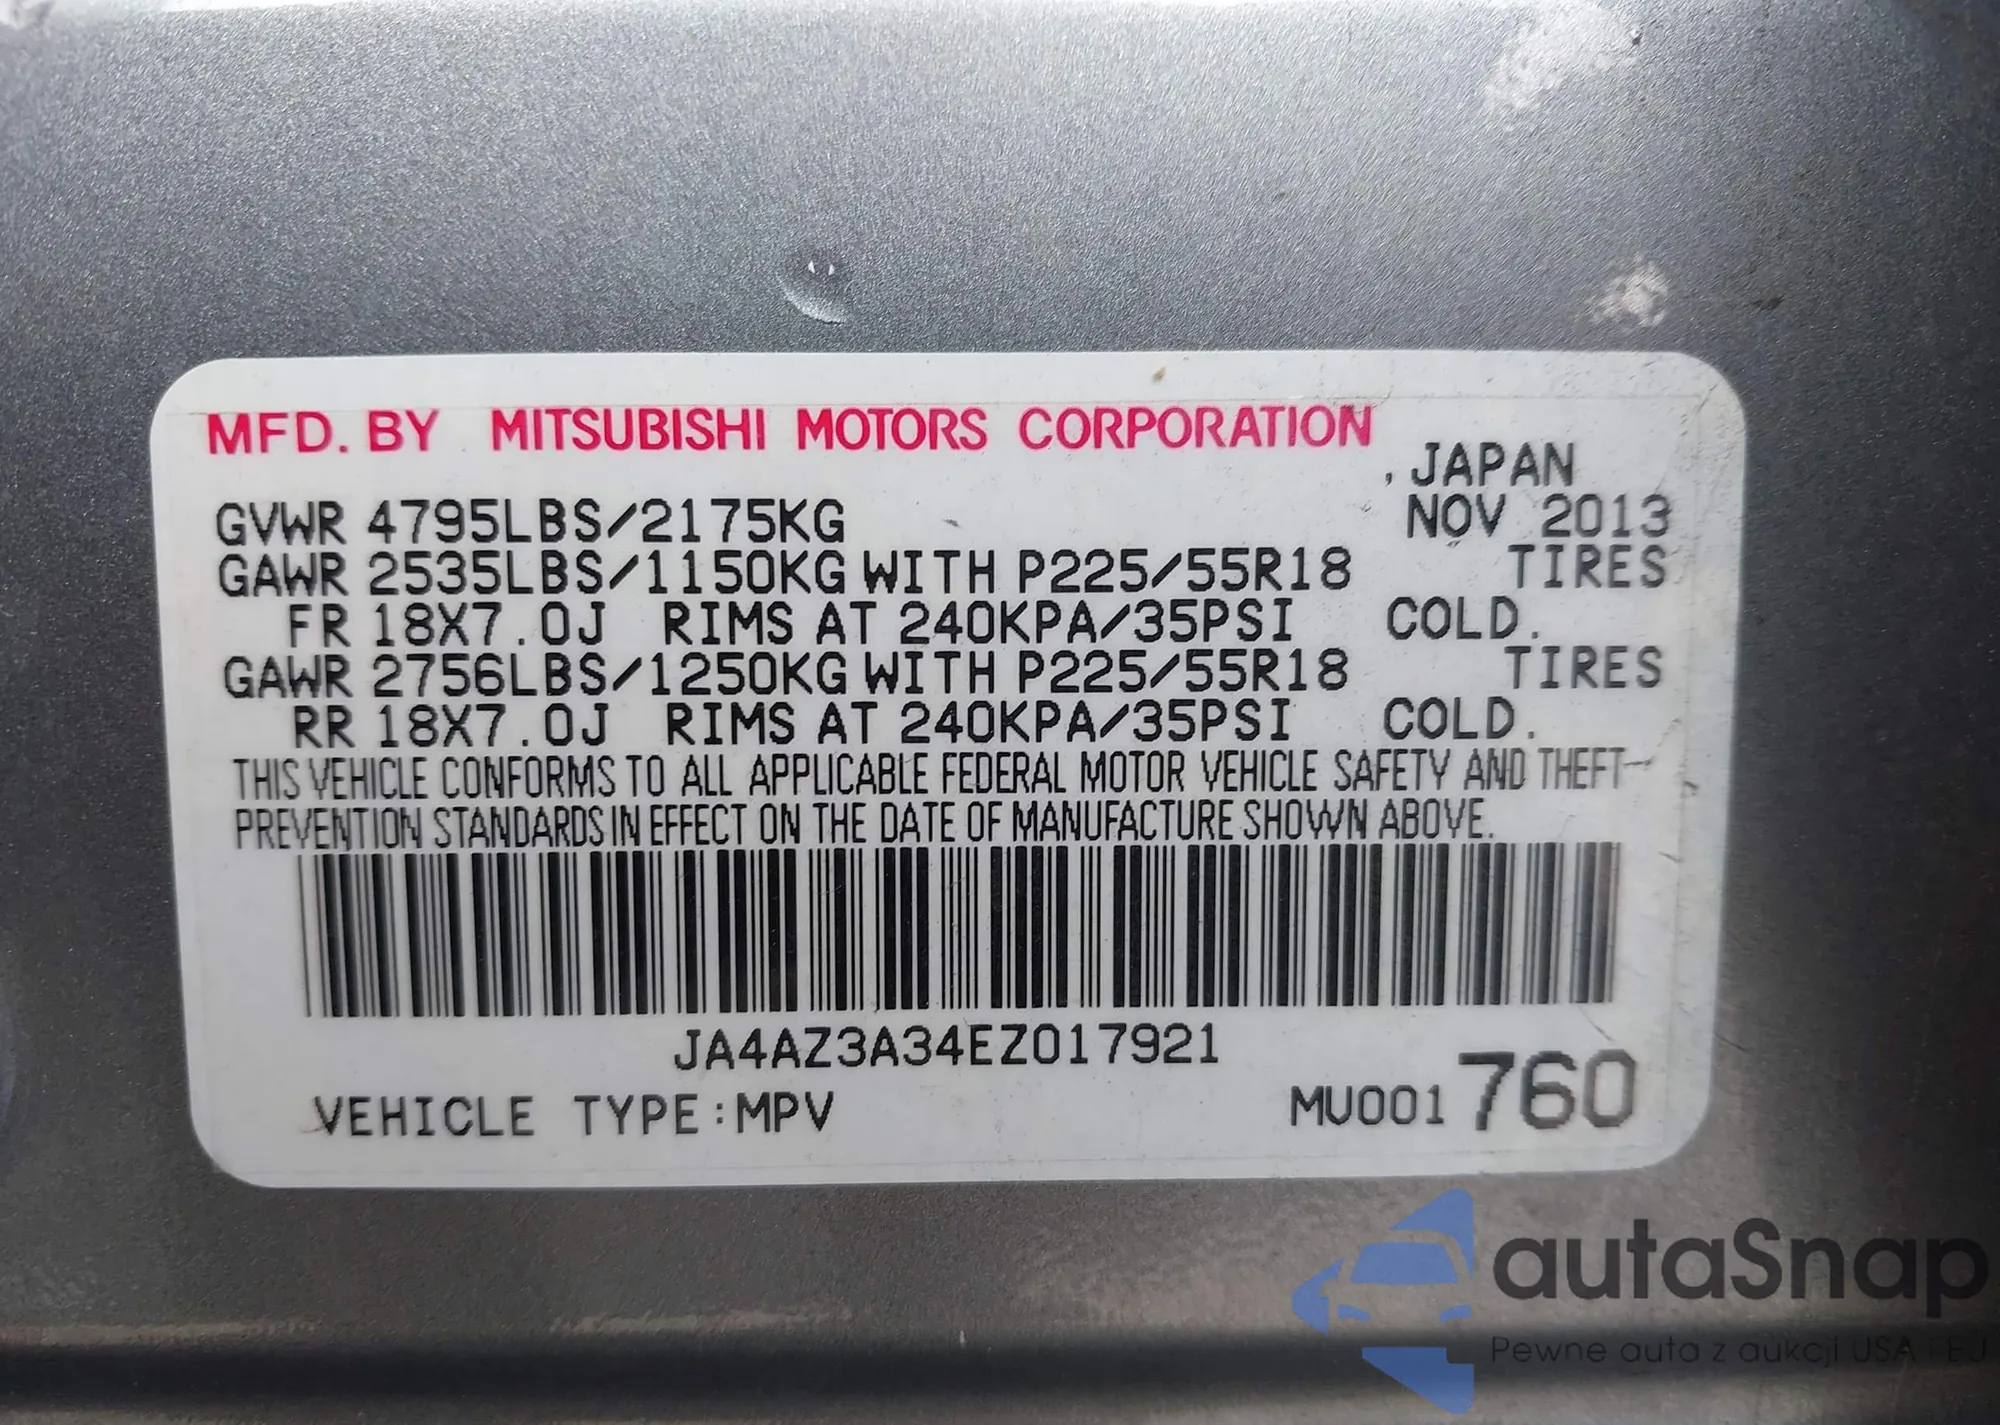 MFD. BY MITSUBISHI MOTORS CORPORATION
, JAPAN
GVWR 4795LBS/2175KG NOV 2013
GAWR 2535LBS/1150KG WITH P225/55R18 TIRES
FR 18X7.0J RIMS AT 240KPA/35PSI COLD.
GAWR 2756LBS/1250KG WITH P225/55R18 TIRES
RR 18X7.0J RIMS AT 240KPA/35PSI COLD.
THIS VEHICLE CONFORMS TO ALL APPLICABLE FEDERAL MOTOR VEHICLE SAFETY AND THEFT
PREVENTION STANDARDS IN EFFECT ON THE DATE OF MANUFACTURE SHOWN ABOVE.
JA4AZ3A34EZ017921
VEHICLE TYPE:MPV MU001 760
autaSnap
Pewne auta z aukcji USA i EU